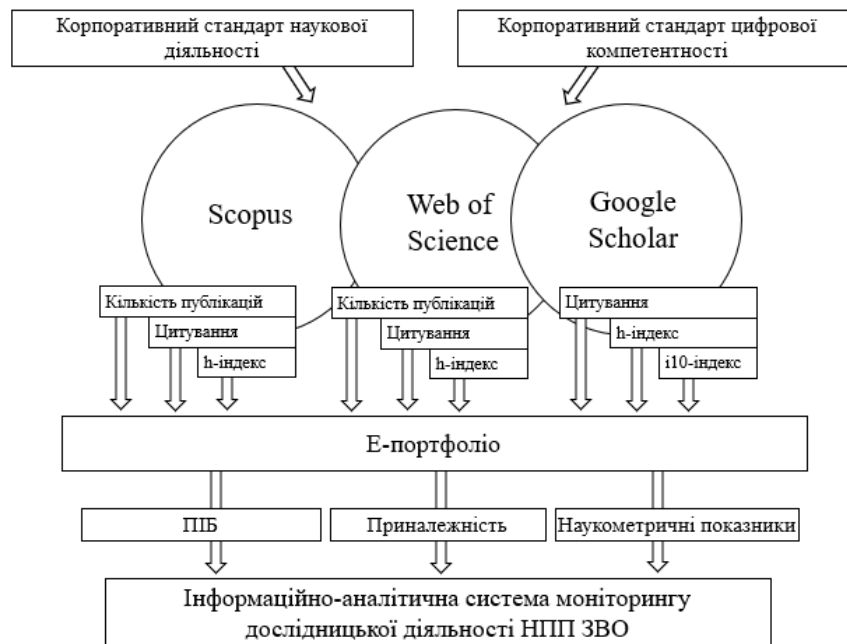 Корпоративний стандарт наукової
діяльності
Корпоративний стандарт цифрової
компетентності
Scopus
Web of
Science
Google
Scholar
Кількість публікацій
Цитування
h-індекс
Кількість публікацій
Цитування
h-індекс
Цитування
h-індекс
i10-індекс
Е-портфоліо
ПІБ
Приналежність
Наукометричні показники
Інформаційно-аналітична система моніторингу
дослідницької діяльності НПП ЗВО